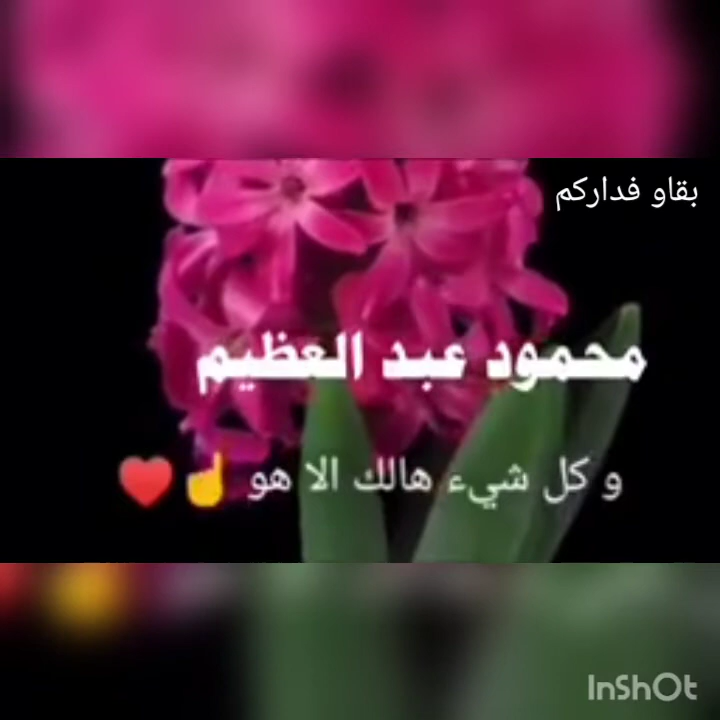 بقاو فداركم
محمود عبد العظيم
و كل شيء هالك الا هو ☝❤
InShOt